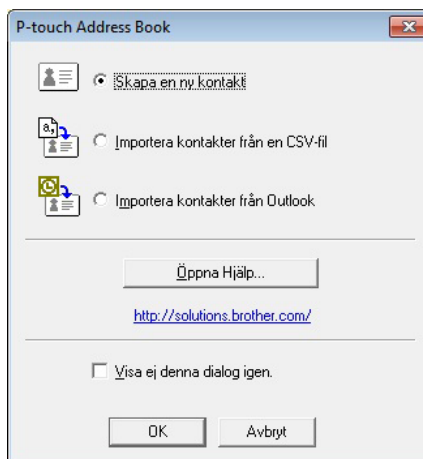 P-touch Address Book
Skapa en ny kontakt
a,
Importera kontakter från en CSV-fil
Importera kontakter från Outlook
Öppna Hjälp...
http://solutions.brother.com/
Visa ej denna dialog igen.
OK
Avbryt